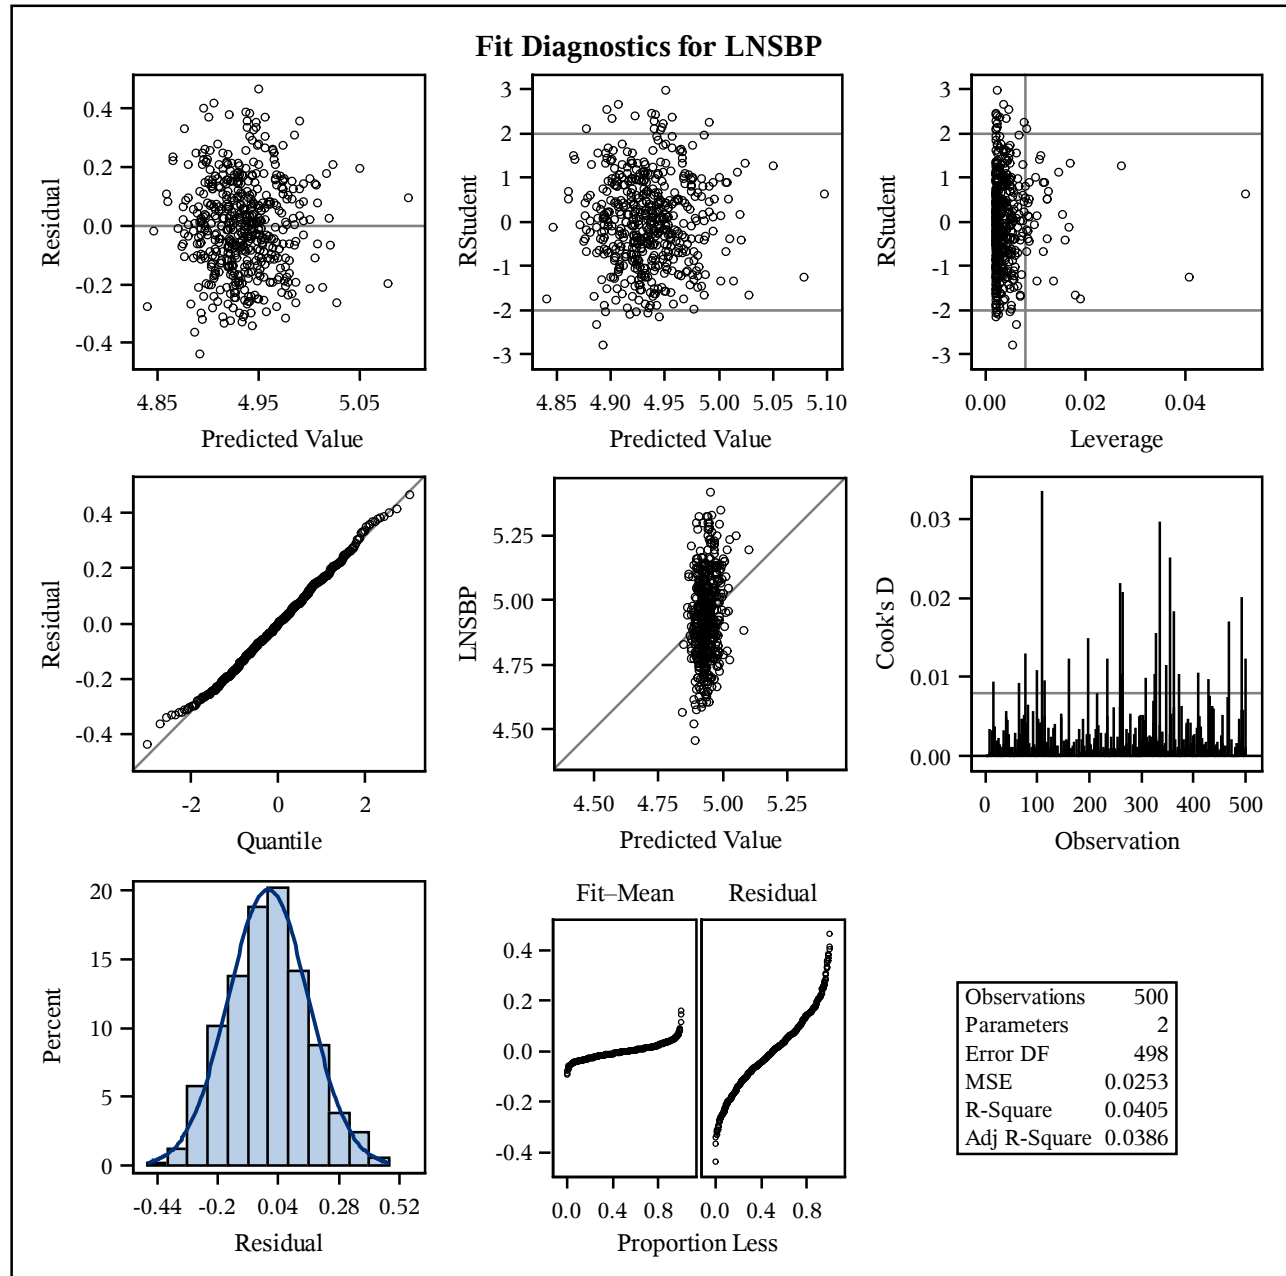 Fit Diagnostics for LNSBP
Residual
0.4
0.2
0.0
-0.2
-0.4
4.85 4.95 5.05
Predicted Value
RStudent
3
2
1
0
-1
-2
-3
4.85 4.90 4.95 5.00 5.05 5.10
Predicted Value
RStudent
3
2
1
0
-1
-2
-3
0.00 0.02 0.04
Leverage
Residual
0.4
0.2
0.0
-0.2
-0.4
-2 0 2
Quantile
LNSBP
5.25
5.00
4.75
4.50
4.50 4.75 5.00 5.25
Predicted Value
Cook's D
0.03
0.02
0.01
0.00
0 100 200 300 400 500
Observation
Percent
20
15
10
5
0
-0.44 -0.2 0.04 0.28 0.52
Residual
Fit–Mean Residual
0.4
0.2
0.0
-0.2
-0.4
0.0 0.4 0.8 0.0 0.4 0.8
Proportion Less
Observations 500
Parameters 2
Error DF 498
MSE 0.0253
R-Square 0.0405
Adj R-Square 0.0386